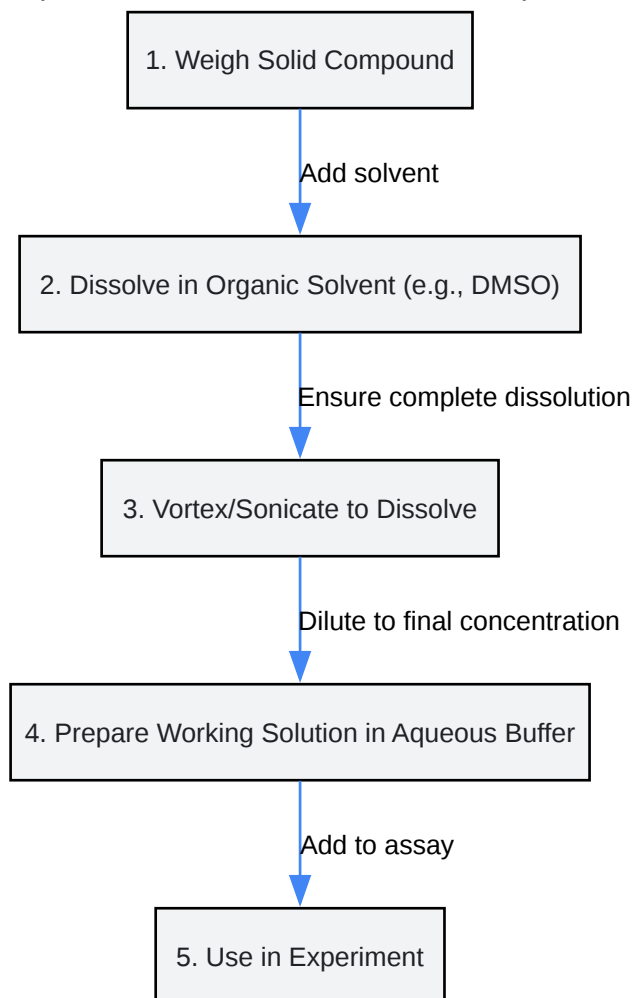 1. Weigh Solid Compound
Add solvent
2. Dissolve in Organic Solvent (e.g., DMSO)
Ensure complete dissolution
3. Vortex/Sonicate to Dissolve
Dilute to final concentration
4. Prepare Working Solution in Aqueous Buffer
Add to assay
5. Use in Experiment